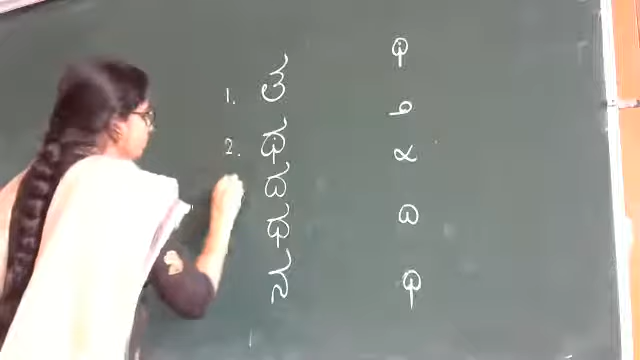 1. ತ ್ಧ
2. ಥ ್ನ
ದ ್ತ
ಧ ್ದ
ನ ್ಥ